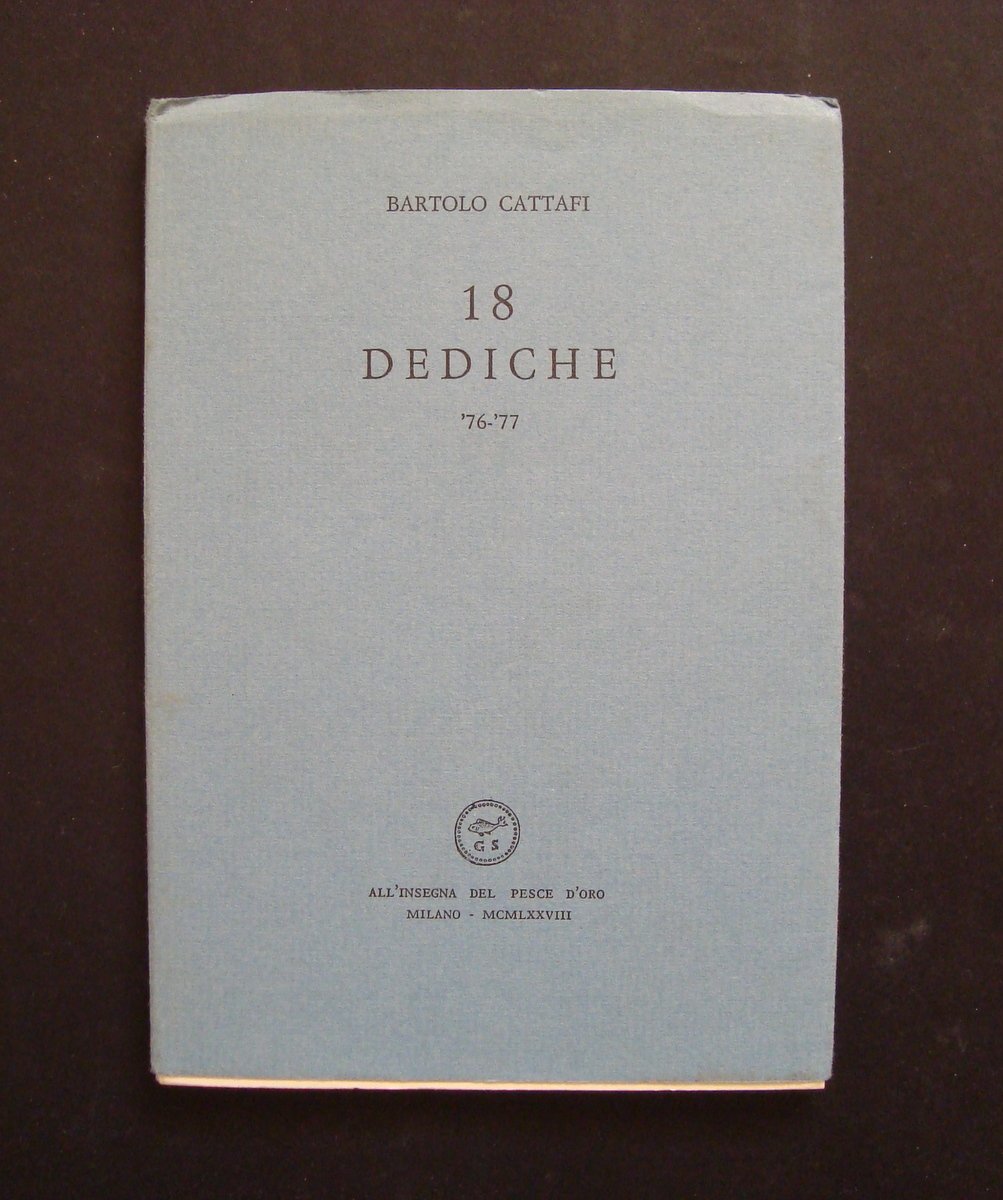 BARTOLO CATTAFI
18
DEDICHE
'76-'77
G S
ALL'INSEGNA DEL PESCE D'ORO
MILANO - MCMLXXVIII